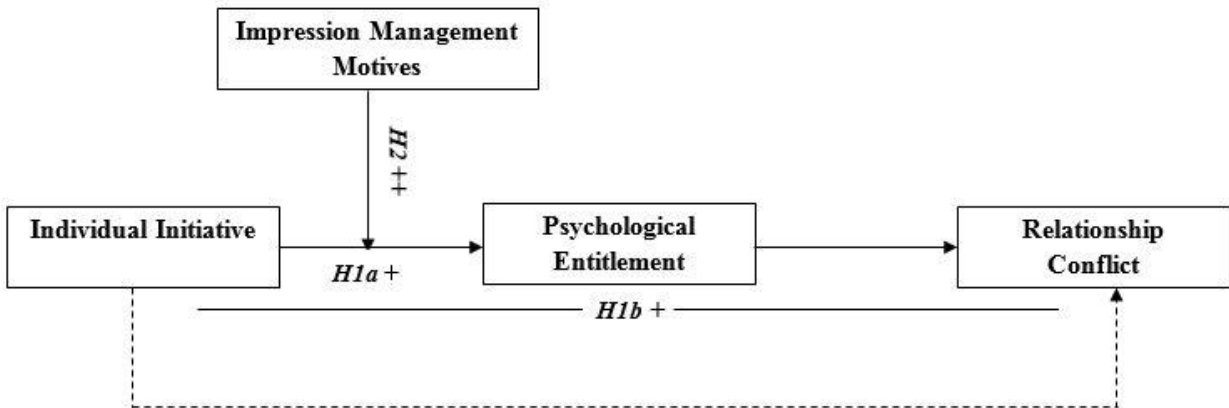 Impression Management
Motives
H2 ++
Individual Initiative
Psychological
Entitlement
Relationship
Conflict
H1a +
H1b +